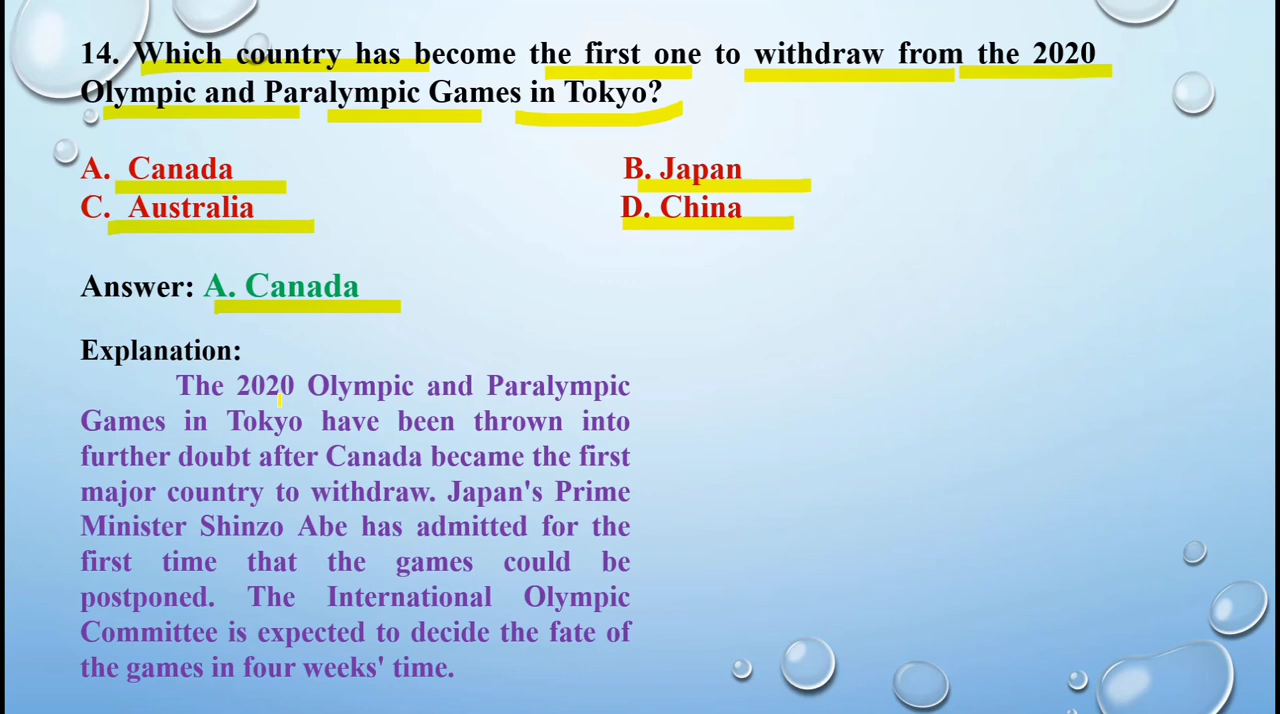 14. Which country has become the first one to withdraw from the 2020
Olympic and Paralympic Games in Tokyo?
A. Canada
B. Japan
C. Australia
D. China
Answer: A. Canada
Explanation:
The 2020 Olympic and Paralympic
Games in Tokyo have been thrown into
further doubt after Canada became the first
major country to withdraw. Japan's Prime
Minister Shinzo Abe has admitted for the
first time that the games could be
postponed. The International Olympic
Committee is expected to decide the fate of
the games in four weeks' time.